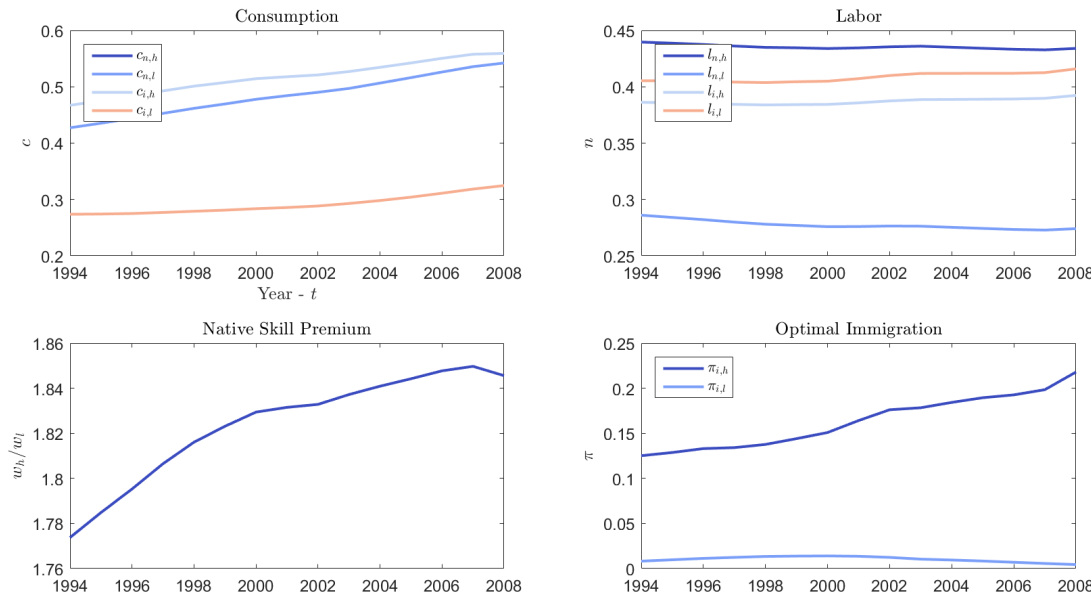 Consumption
0.6
0.5
0.4
0.3
0.2
c
c_{n,h}
c_{n,l}
c_{i,h}
c_{i,l}
1994 1996 1998 2000 2002 2004 2006 2008
Year - t
Labor
0.45
0.4
0.35
0.3
0.25
n
l_{n,h}
l_{n,l}
l_{i,h}
l_{i,l}
1994 1996 1998 2000 2002 2004 2006 2008
Native Skill Premium
1.86
1.84
1.82
1.8
1.78
1.76
w_h/w_l
1994 1996 1998 2000 2002 2004 2006 2008
Optimal Immigration
0.25
0.2
0.15
0.1
0.05
0
π
π_{i,h}
π_{i,l}
1994 1996 1998 2000 2002 2004 2006 2008